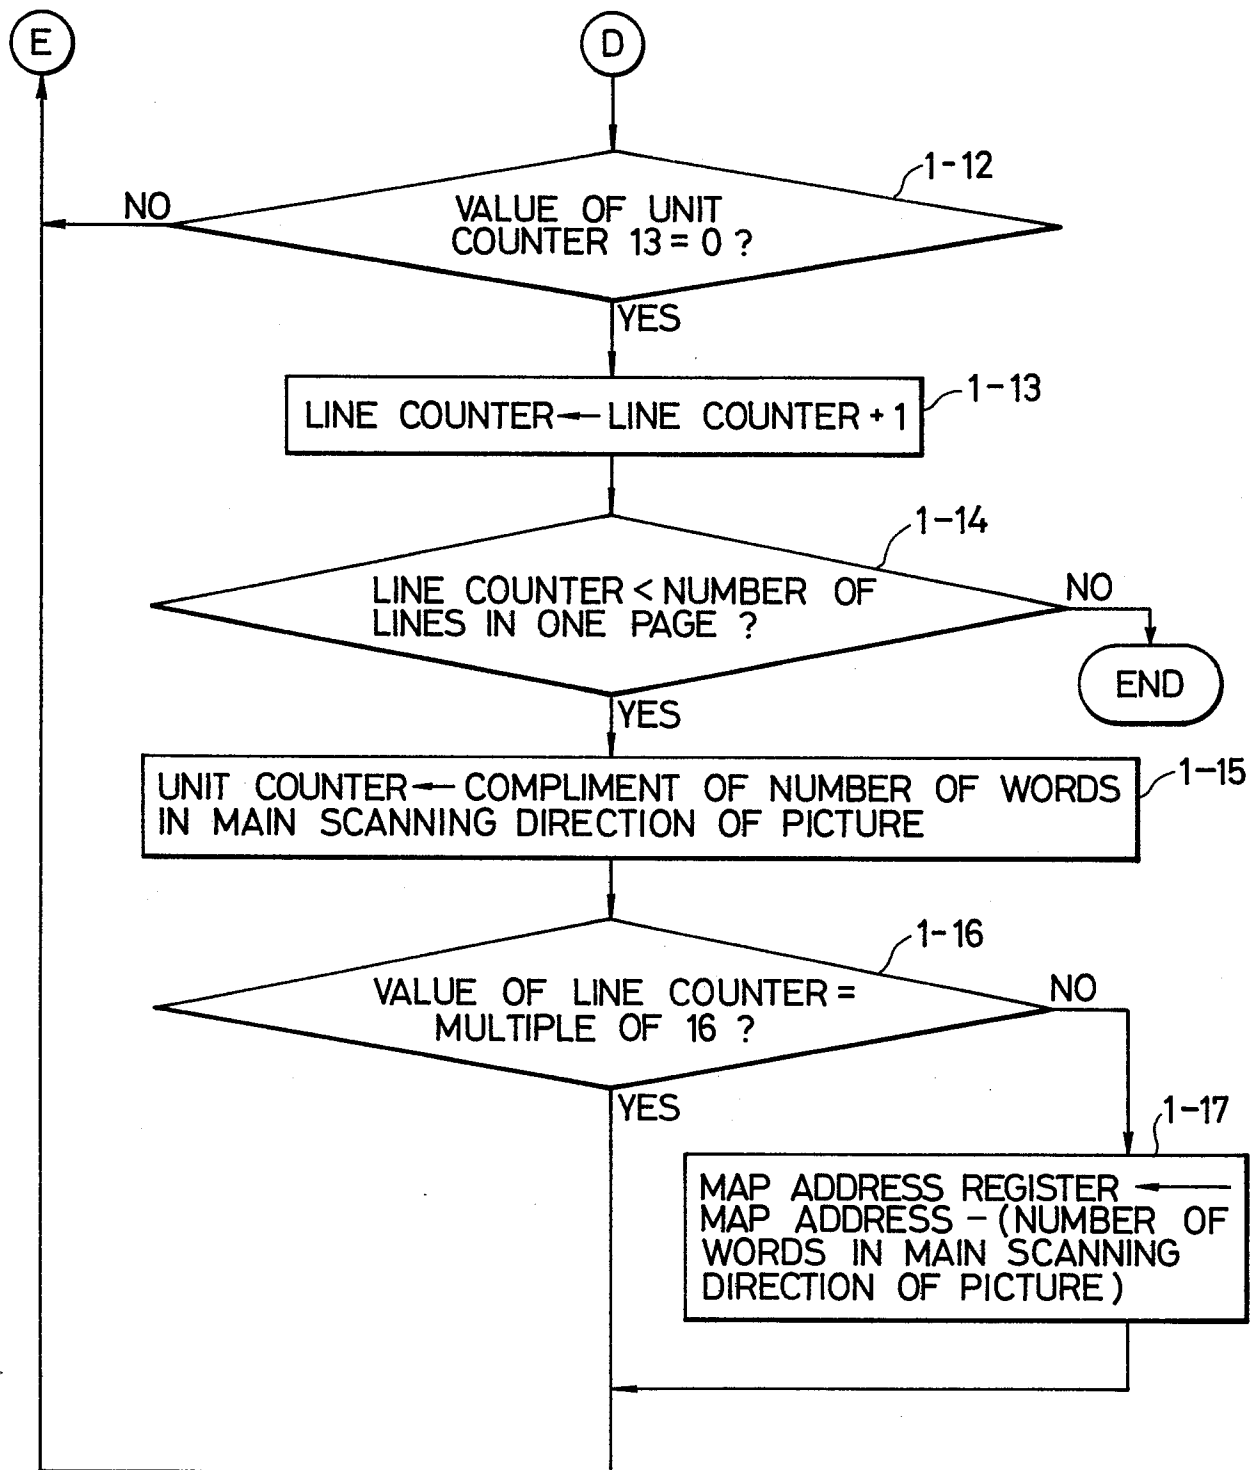 E
D
1-12
NO
VALUE OF UNIT
COUNTER 13 = 0 ?
YES
1-13
LINE COUNTER ← LINE COUNTER + 1
1-14
LINE COUNTER < NUMBER OF
LINES IN ONE PAGE ?
NO
END
YES
1-15
UNIT COUNTER ← COMPLIMENT OF NUMBER OF WORDS
IN MAIN SCANNING DIRECTION OF PICTURE
1-16
VALUE OF LINE COUNTER =
MULTIPLE OF 16 ?
NO
YES
1-17
MAP ADDRESS REGISTER ←
MAP ADDRESS - (NUMBER OF
WORDS IN MAIN SCANNING
DIRECTION OF PICTURE)